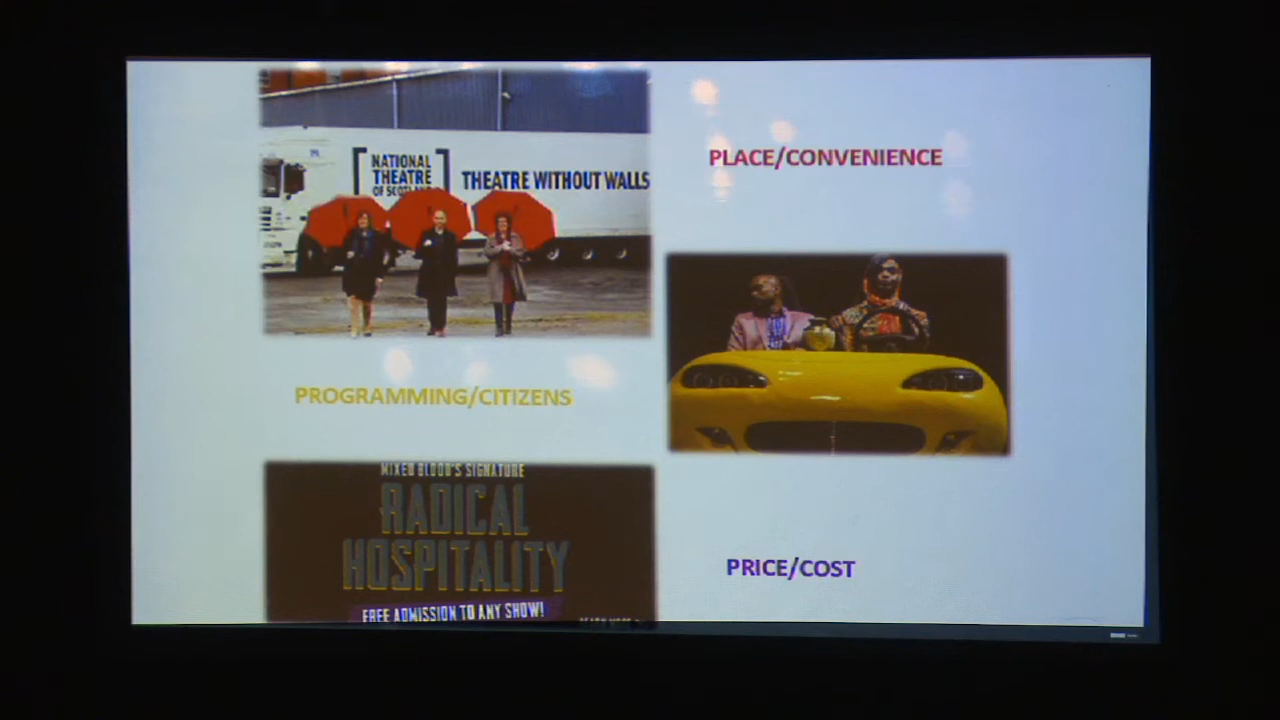 NATIONAL
THEATRE
OF SCOTLAND
THEATRE WITHOUT WALLS
PLACE/CONVENIENCE
PROGRAMMING/CITIZENS
MIXED BLOOD'S SIGNATURE
RADICAL
HOSPITALITY
FREE ADMISSION TO ANY SHOW!
PRICE/COST